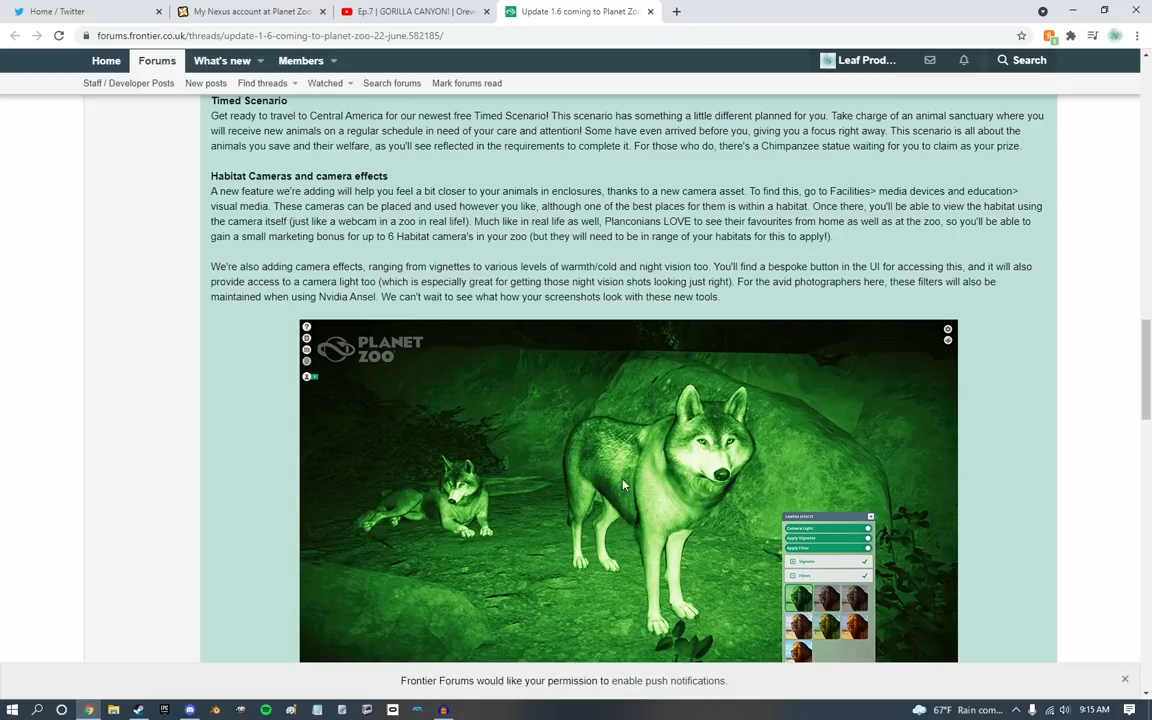 Home / Twitter
My Nexus account at Planet Zoo
Ep.7 | GORILLA CANYON! | Orew
Update 1.6 coming to Planet Zoo
forums.frontier.co.uk/threads/update-1-6-coming-to-planet-zoo-22-june.582185/
Home
Forums
What's new
Members
Leaf Prod...
Search
Staff / Developer Posts
New posts
Find threads
Watched
Search forums
Mark forums read
Timed Scenario
Get ready to travel to Central America for our newest free Timed Scenario! This scenario has something a little different planned for you. Take charge of an animal sanctuary where you
will receive new animals on a regular schedule in need of your care and attention! Some have even arrived before you, giving you a focus right away. This scenario is all about the
animals you save and their welfare, as you'll see reflected in the requirements to complete it. For those who do, there's a Chimpanzee statue waiting for you to claim as your prize.
Habitat Cameras and camera effects
A new feature we're adding will help you feel a bit closer to your animals in enclosures, thanks to a new camera asset. To find this, go to Facilities> media devices and education>
visual media. These cameras can be placed and used however you like, although one of the best places for them is within a habitat. Once there, you'll be able to view the habitat using
the camera itself (just like a webcam in a zoo in real life!). Much like in real life as well, Planconians LOVE to see their favourites from home as well as at the zoo, so you'll be able to
gain a small marketing bonus for up to 6 Habitat camera's in your zoo (but they will need to be in range of your habitats for this to apply!).
We're also adding camera effects, ranging from vignettes to various levels of warmth/cold and night vision too. You'll find a bespoke button in the UI for accessing this, and it will also
provide access to a camera light too (which is especially great for getting those night vision shots looking just right). For the avid photographers here, these filters will also be
maintained when using Nvidia Ansel. We can't wait to see what how your screenshots look with these new tools.
PLANET
ZOO
CAMERA EFFECTS
Camera Light
Apply Vignette
Apply Filter
Vignette
Filters
Frontier Forums would like your permission to enable push notifications.
67°F Rain com...
9:15 AM